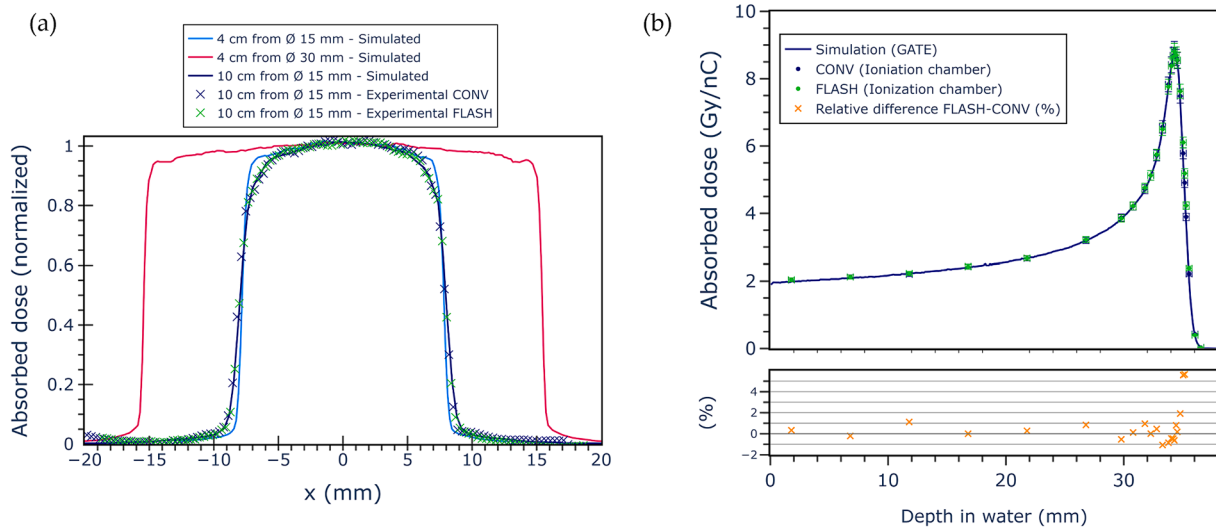 (a)
4 cm from Ø 15 mm - Simulated
4 cm from Ø 30 mm - Simulated
10 cm from Ø 15 mm - Simulated
10 cm from Ø 15 mm - Experimental CONV
10 cm from Ø 15 mm - Experimental FLASH
Absorbed dose (normalized)
1
0.8
0.6
0.4
0.2
0
−20 −15 −10 −5 0 5 10 15 20
x (mm)
(b)
Simulation (GATE)
CONV (Ioniation chamber)
FLASH (Ionization chamber)
Relative difference FLASH-CONV (%)
Absorbed dose (Gy/nC)
10
8
6
4
2
0
(%)
4
2
0
−2
0 10 20 30
Depth in water (mm)